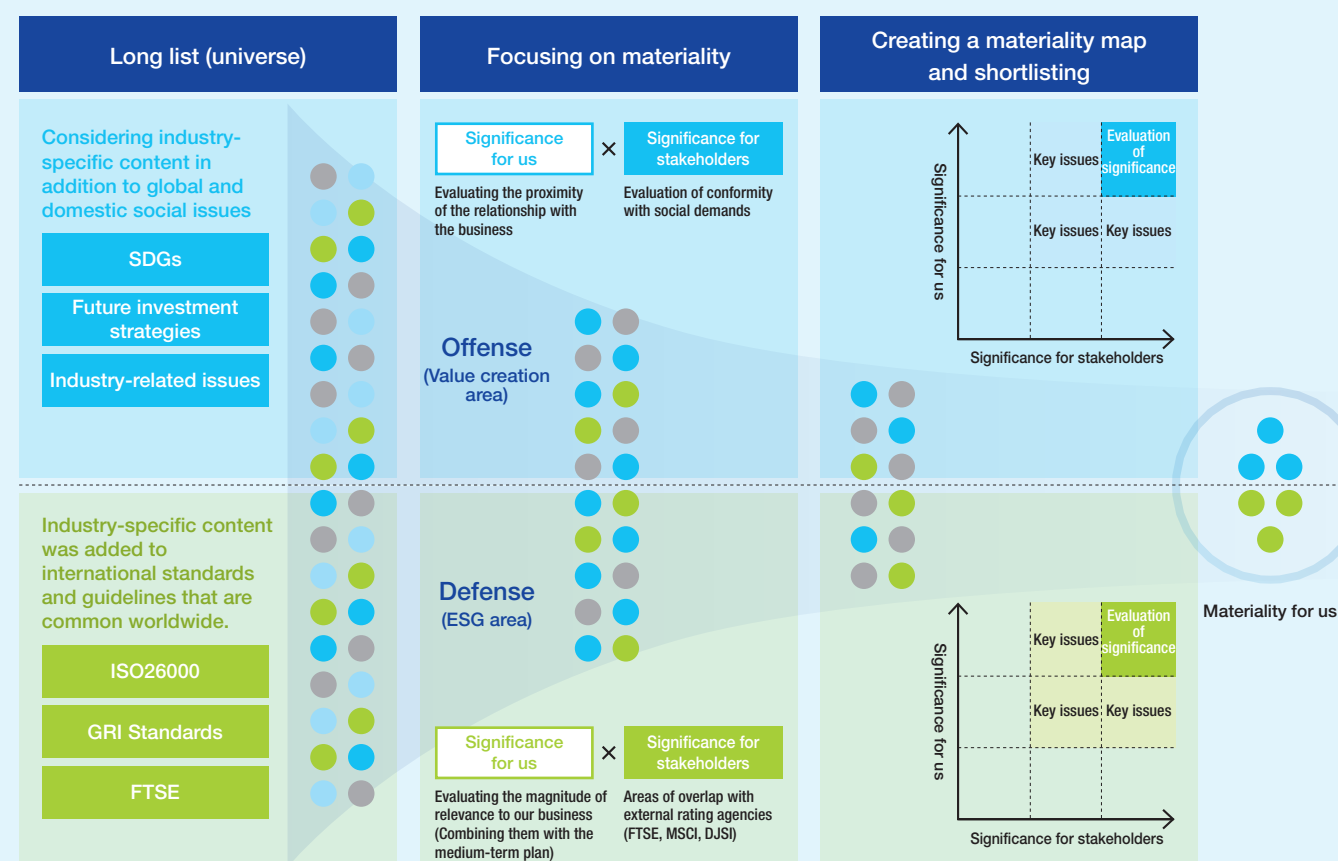 Long list (universe)
Focusing on materiality
Creating a materiality map
and shortlisting
Considering industry-
specific content in
addition to global and
domestic social issues
SDGs
Future investment
strategies
Industry-related issues
Industry-specific content
was added to
international standards
and guidelines that are
common worldwide.
ISO26000
GRI Standards
FTSE
Significance
for us
×
Significance for
stakeholders
Evaluating the proximity
of the relationship with
the business
Evaluation of conformity
with social demands
Offense
(Value creation
area)
Defense
(ESG area)
Significance
for us
×
Significance for
stakeholders
Evaluating the magnitude of
relevance to our business
(Combining them with the
medium-term plan)
Areas of overlap with
external rating agencies
(FTSE, MSCI, DJSI)
Significance for us
Key issues
Evaluation
of
significance
Key issues
Key issues
Significance for stakeholders
Significance for us
Key issues
Evaluation
of
significance
Key issues
Key issues
Significance for stakeholders
Materiality for us